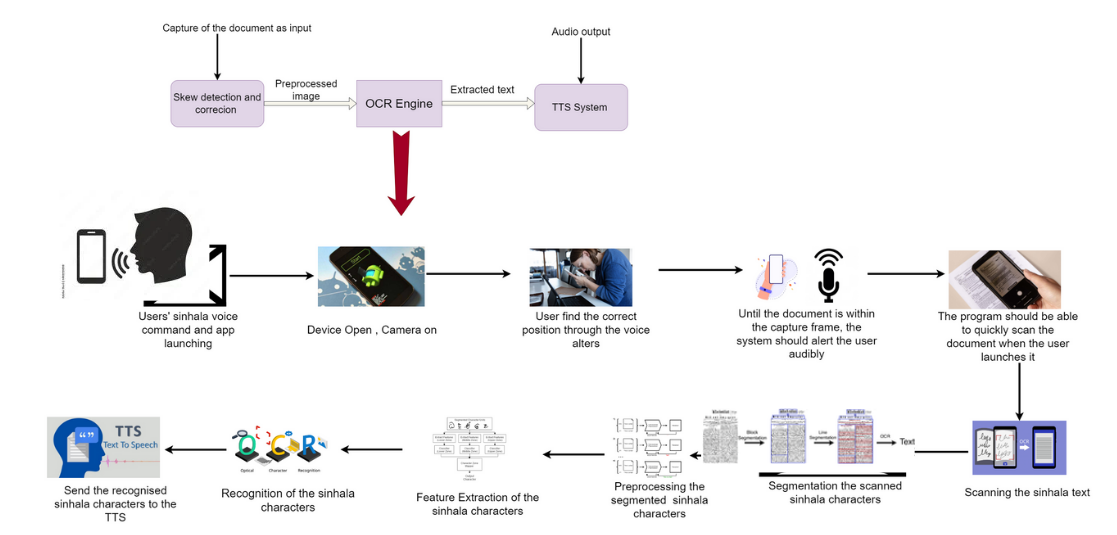 Capture of the document as input
Audio output
Skew detection and
correcion
Preprocessed
image
OCR Engine
Extracted text
TTS System
Users' sinhala voice
command and app
launching
Start
Device Open , Camera on
User find the correct
position through the voice
alters
Until the document is within
the capture frame, the
system should alert the user
audibly
The program should be able
to quickly scan the
document when the user
launches it
TTS
Text To Speech
Send the recognised
sinhala characters to the
TTS
O C R
Optical Character Recognition
Recognition of the sinhala
characters
Feature Extraction of the
sinhala characters
Preprocessing the
segmented sinhala
characters
Block
Segmentation
Line
Segmentation
OCR
Text
Segmentation the scanned
sinhala characters
OCR
Scanning the sinhala text